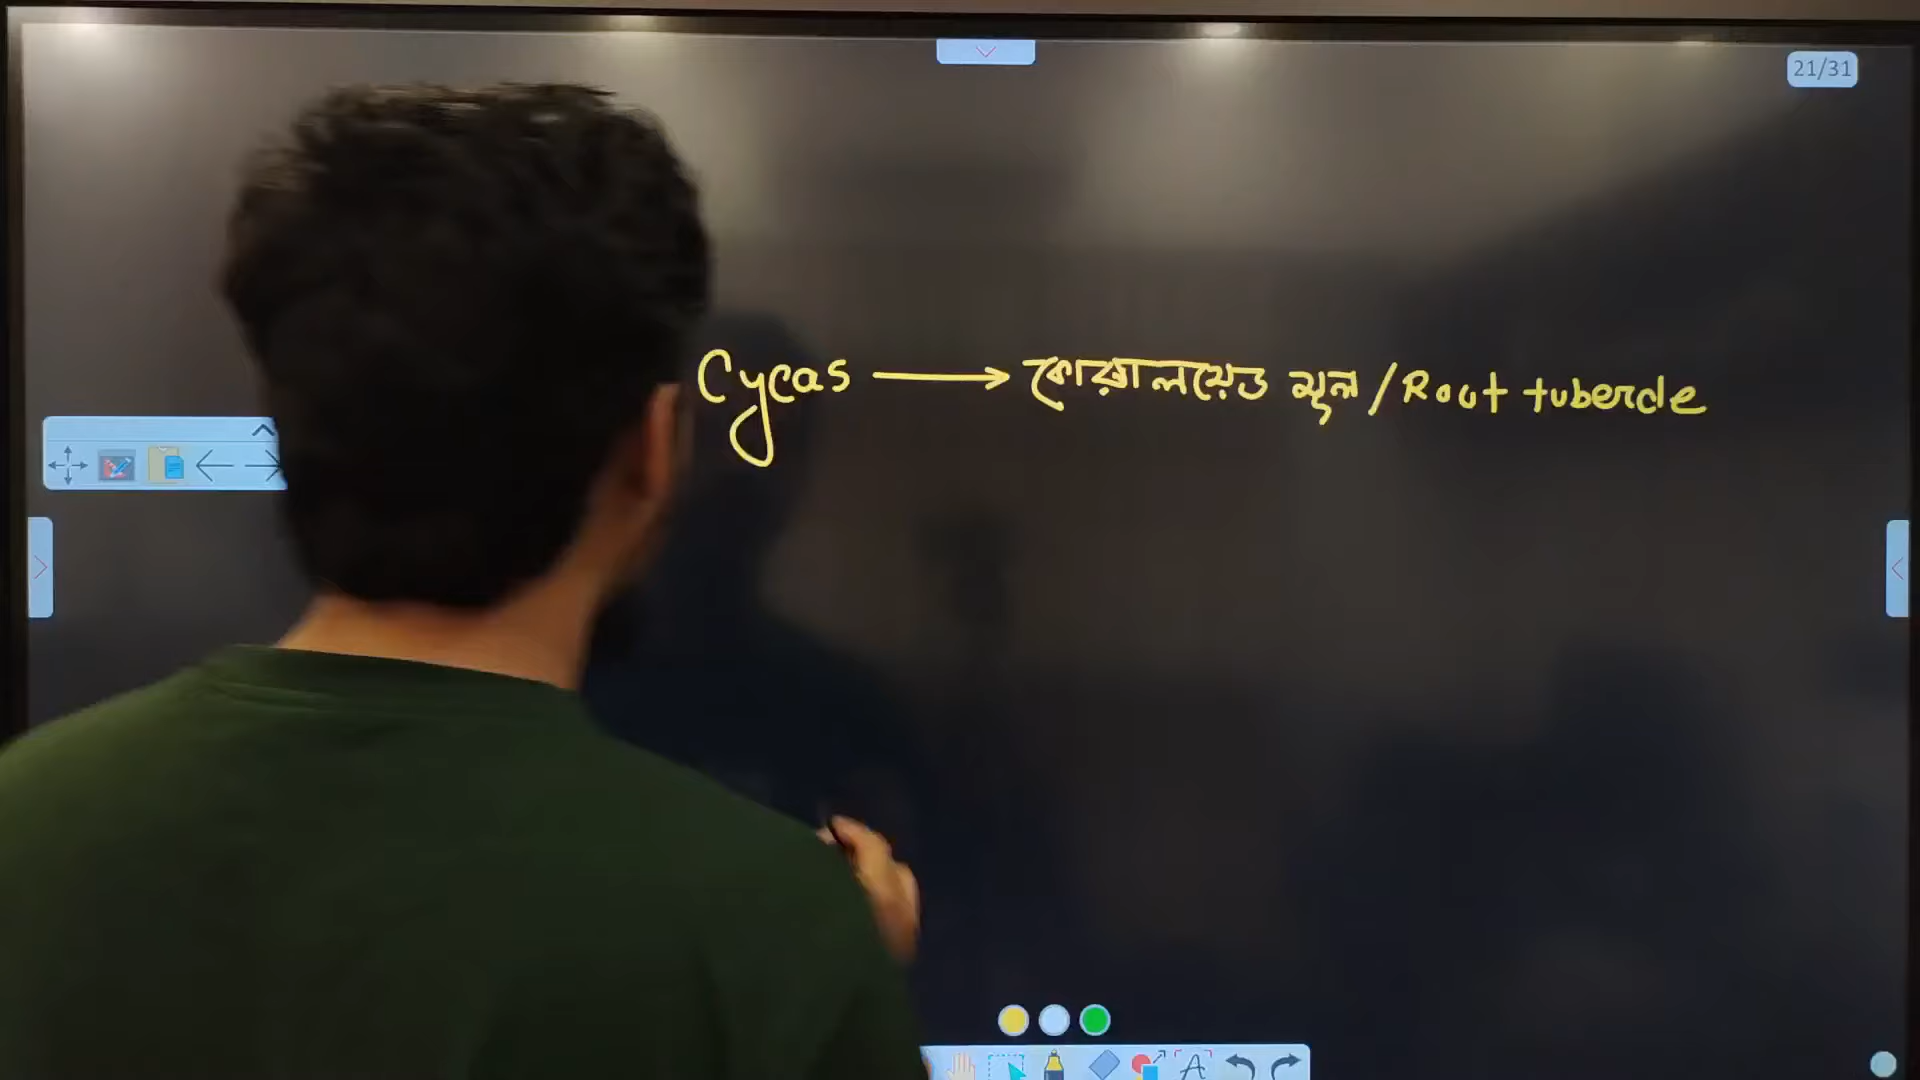 21/31
Cycas → কোরালয়েড মূল / Root tubercle